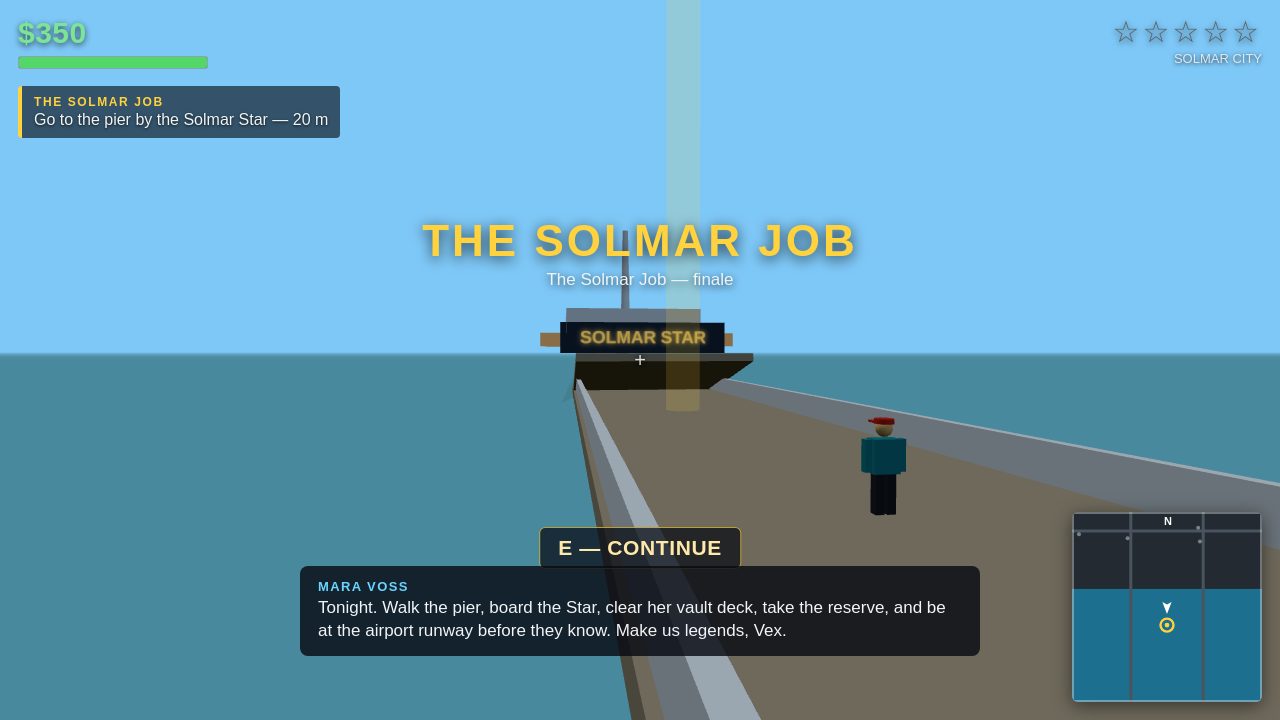 $350
☆☆☆☆☆
SOLMAR CITY
THE SOLMAR JOB
Go to the pier by the Solmar Star — 20 m
THE SOLMAR JOB
The Solmar Job — finale
SOLMAR STAR
E — CONTINUE
MARA VOSS
Tonight. Walk the pier, board the Star, clear her vault deck, take the reserve, and be
at the airport runway before they know. Make us legends, Vex.
N